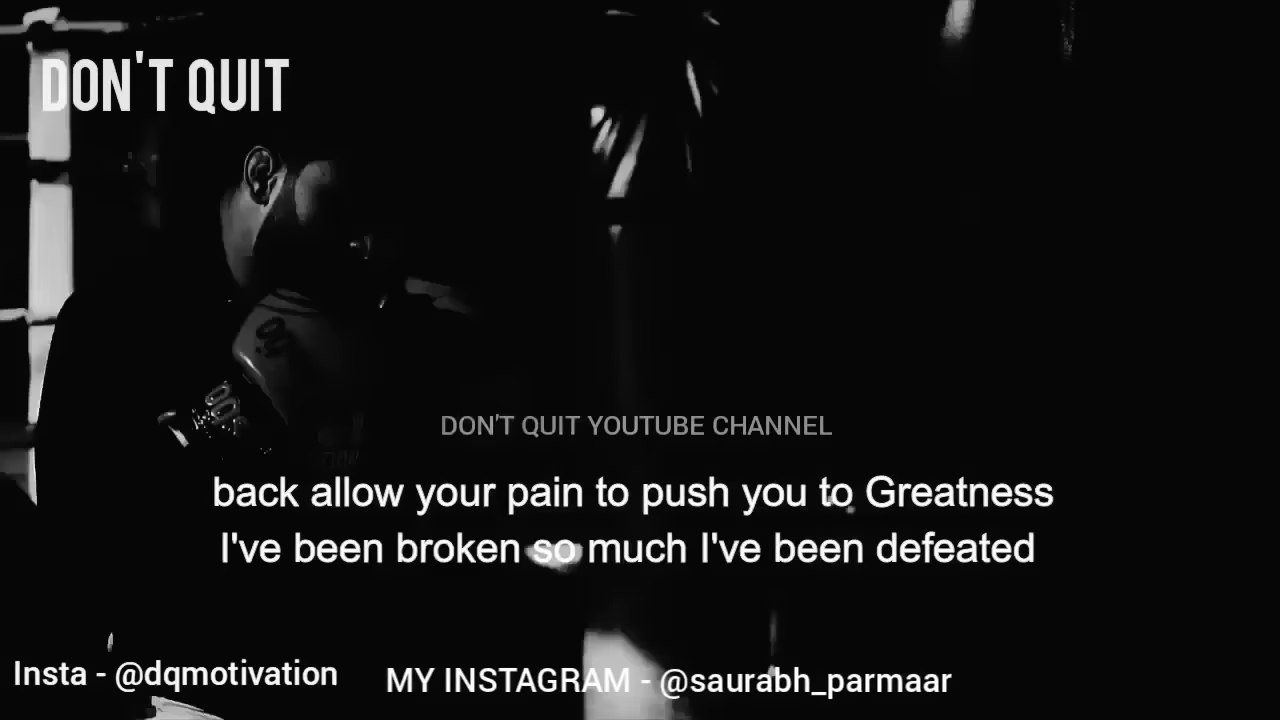 DON'T QUIT
DON'T QUIT YOUTUBE CHANNEL
back allow your pain to push you to Greatness
I've been broken so much I've been defeated
Insta - @dqmotivation
MY INSTAGRAM - @saurabh_parmaar